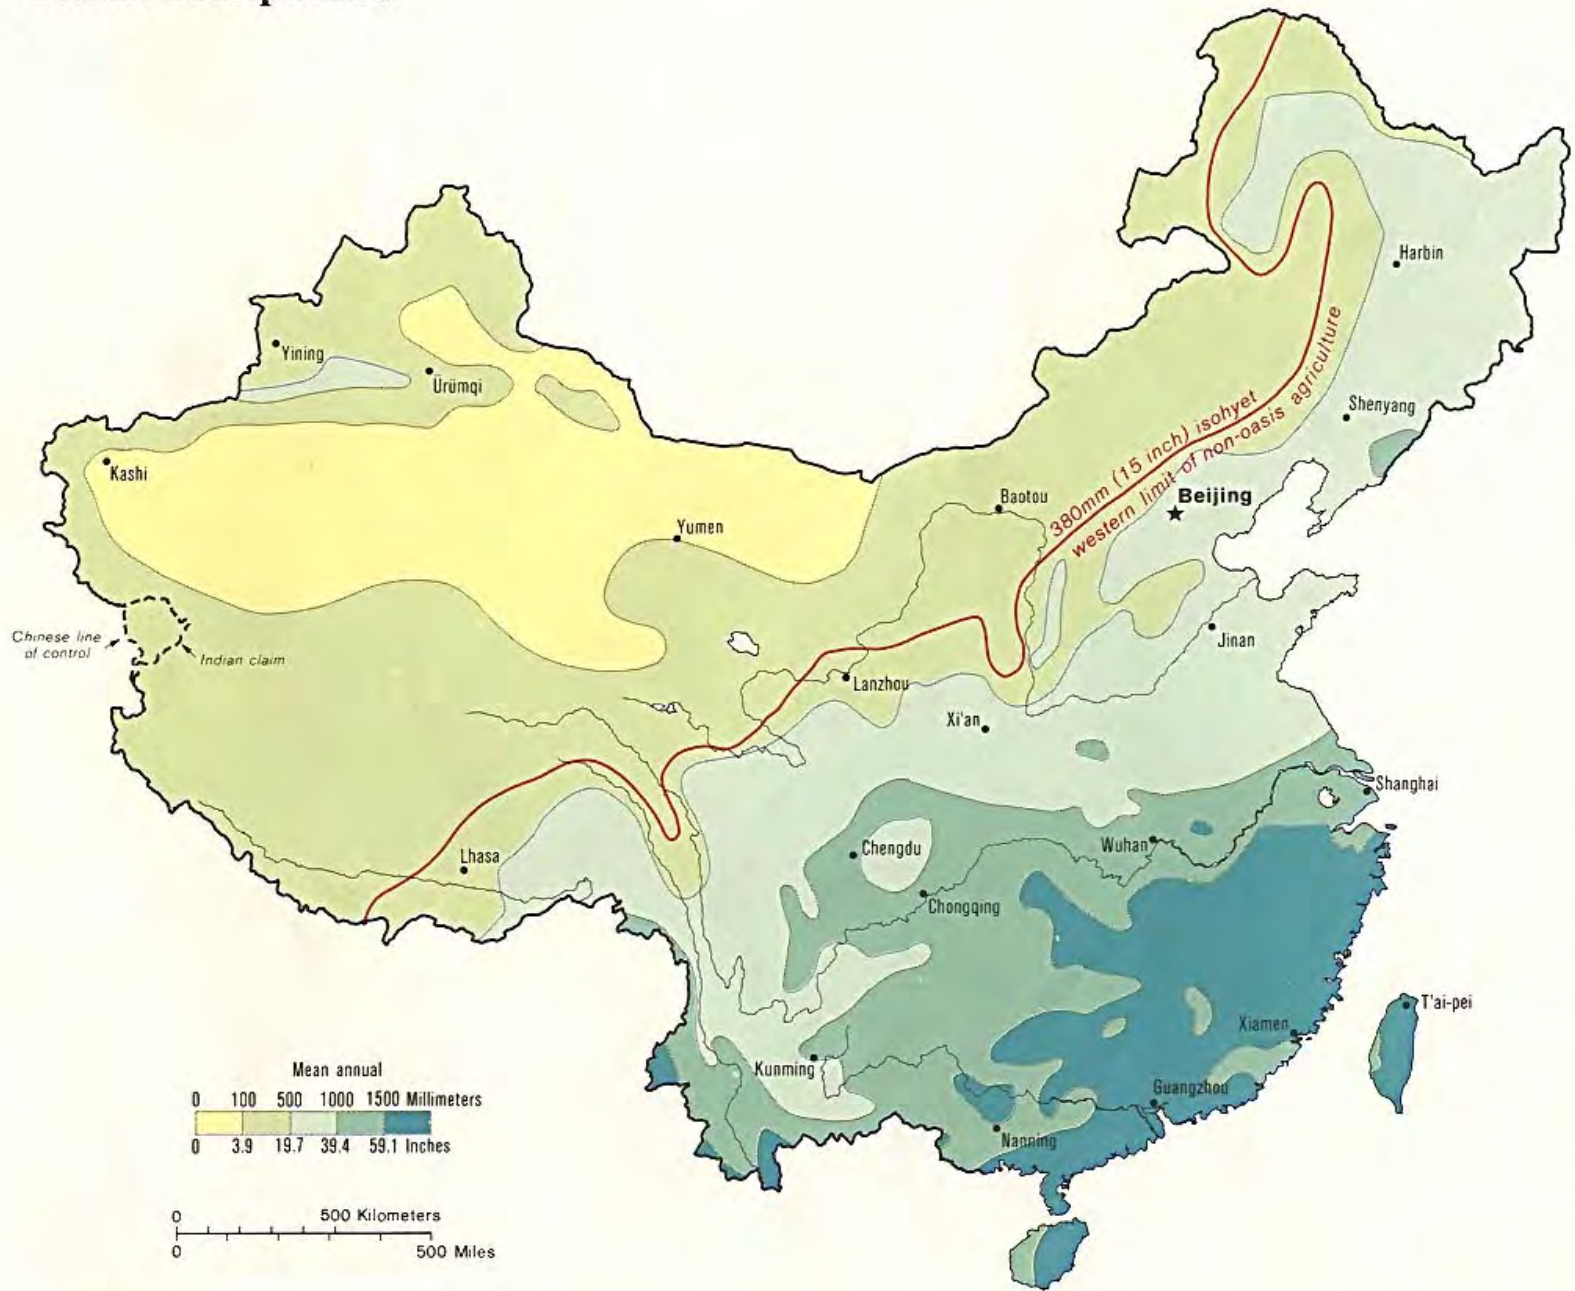 Harbin
Yining
Ürümqi
380mm (15 inch) isohyet
western limit of non-oasis agriculture
Shenyang
Kashi
Baotou
Beijing
Yumen
Chinese line
of control
Indian claim
Jinan
Lanzhou
Xi'an
Shanghai
Lhasa
Chengdu
Wuhan
Chongqing
T'ai-pei
Xiamen
Kunming
Guangzhou
Nanning
Mean annual
0 100 500 1000 1500 Millimeters
0 3.9 19.7 39.4 59.1 Inches
0 500 Kilometers
0 500 Miles